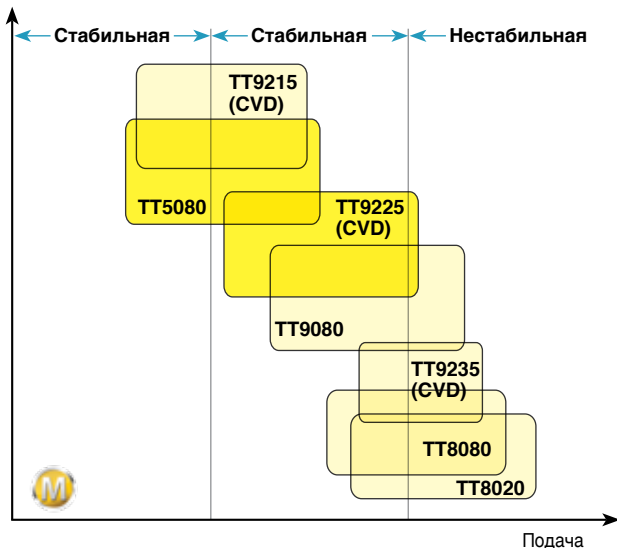 Стабильная
Стабильная
Нестабильная
TT9215
(CVD)
TT5080
TT9225
(CVD)
TT9080
TT9235
(CVD)
TT8080
TT8020
M
Подача